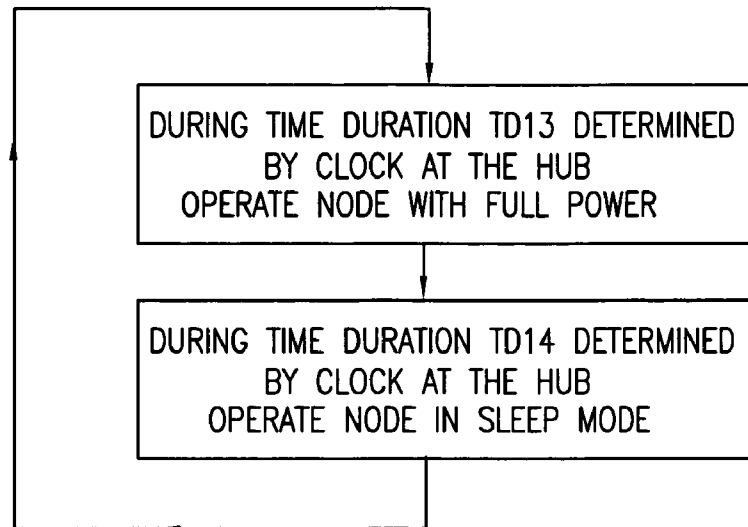 DURING TIME DURATION TD13 DETERMINED
BY CLOCK AT THE HUB
OPERATE NODE WITH FULL POWER
DURING TIME DURATION TD14 DETERMINED
BY CLOCK AT THE HUB
OPERATE NODE IN SLEEP MODE